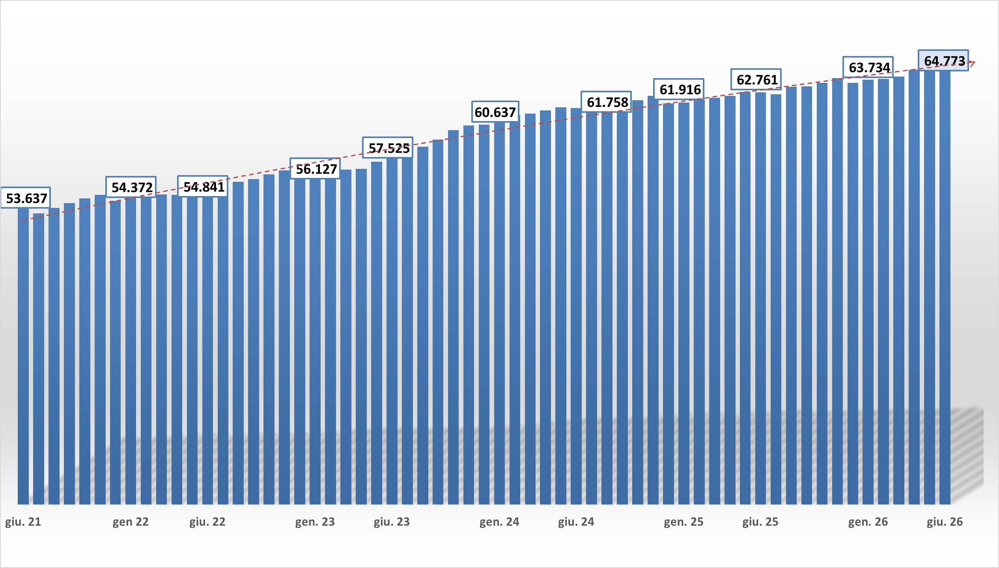 53.637
54.372
54.841
56.127
57.525
60.637
61.758
61.916
62.761
63.734
64.773
giu. 21
gen 22
giu. 22
gen. 23
giu. 23
gen. 24
giu. 24
gen. 25
giu. 25
gen. 26
giu. 26